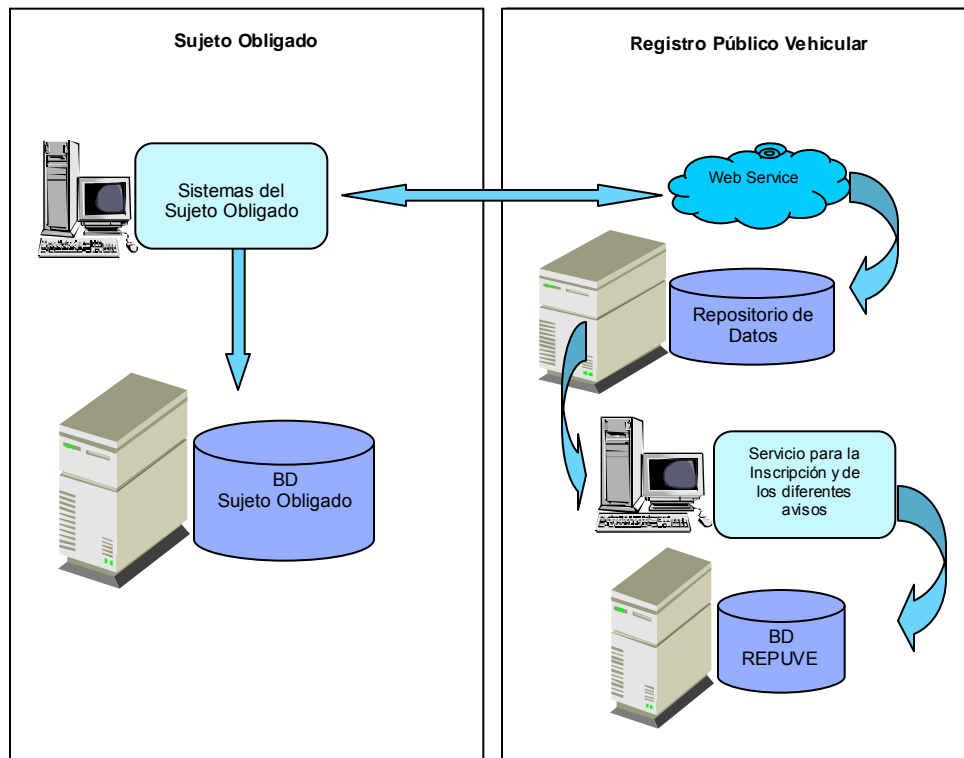 Sujeto Obligado
Sistemas del
Sujeto Obligado
BD
Sujeto Obligado
Registro Público Vehicular
Web Service
Repositorio de
Datos
Servicio para la
Inscripción y de
los diferentes
avisos
BD
REPUVE